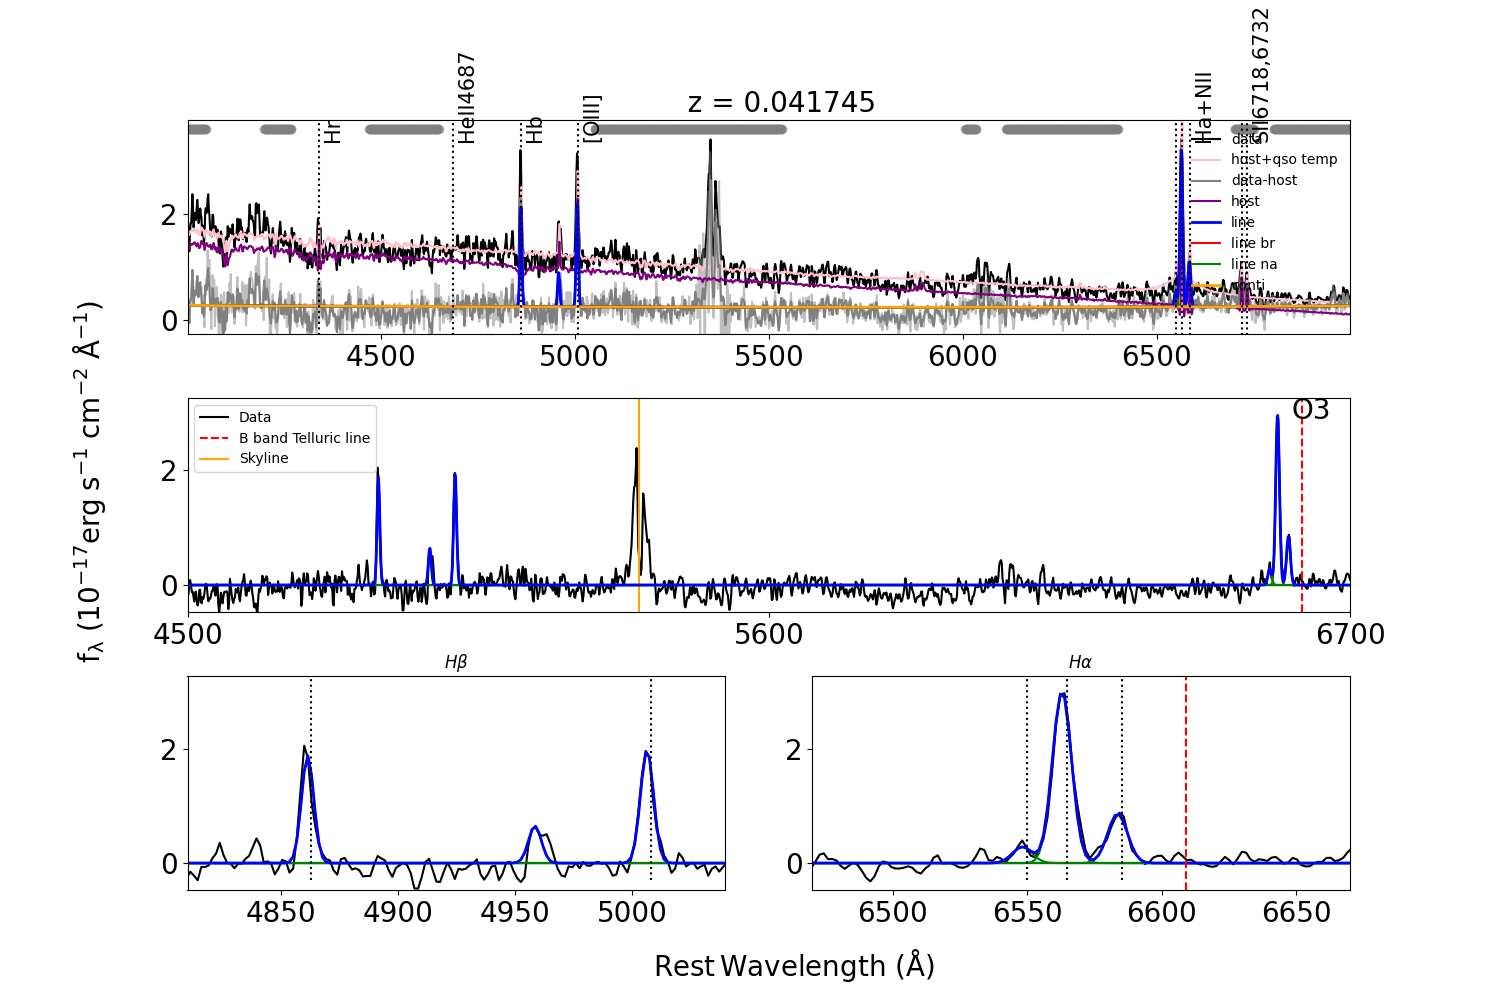 z = 0.041745
Hr
HeII4687
Hb
[OIII]
Ha+NII
SII6718,6732
data
host+qso temp
data-host
host
line
line br
line na
conti
2
0
4500
5000
5500
6000
6500
fλ (10⁻¹⁷erg s⁻¹ cm⁻² Å⁻¹)
Data
B band Telluric line
Skyline
O3
2
0
4500
5600
6700
Hβ
2
0
4850
4900
4950
5000
Hα
2
0
6500
6550
6600
6650
Rest Wavelength (Å)